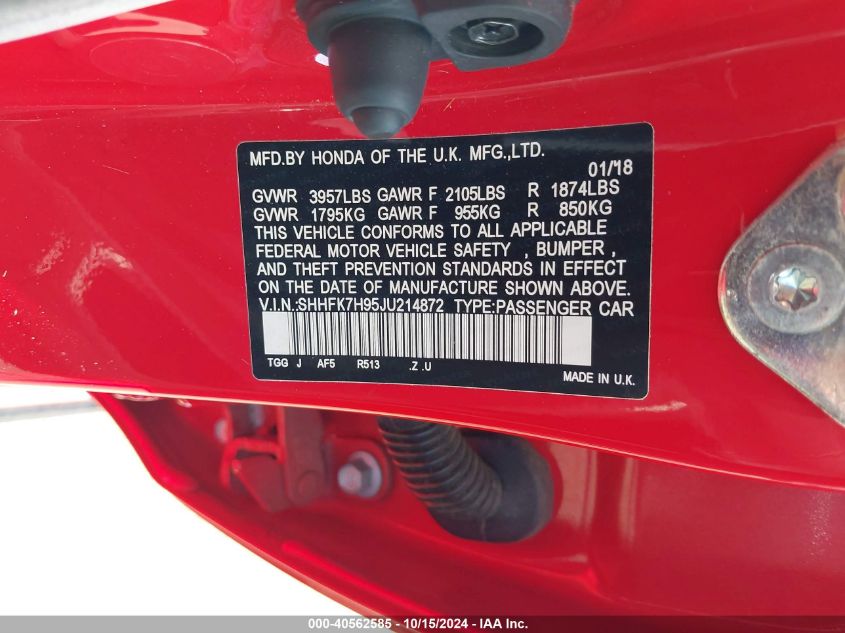 MFD.BY HONDA OF THE U.K. MFG.,LTD.
01/18
GVWR 3957LBS GAWR F 2105LBS R 1874LBS
GVWR 1795KG GAWR F 955KG R 850KG
THIS VEHICLE CONFORMS TO ALL APPLICABLE
FEDERAL MOTOR VEHICLE SAFETY , BUMPER ,
AND THEFT PREVENTION STANDARDS IN EFFECT
ON THE DATE OF MANUFACTURE SHOWN ABOVE.
V.I.N.:SHHFK7H95JU214872 TYPE:PASSENGER CAR
TGG J AF5 R513 .Z .U
MADE IN U.K.
000-40562585 - 10/15/2024 - IAA Inc.